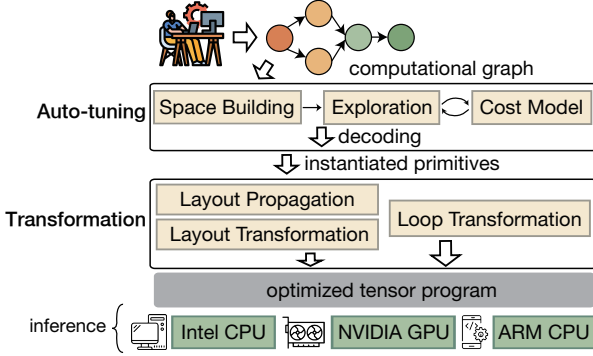 computational graph
Auto-tuning
Space Building
Exploration
Cost Model
decoding
instantiated primitives
Transformation
Layout Propagation
Layout Transformation
Loop Transformation
optimized tensor program
inference
Intel CPU
NVIDIA GPU
ARM CPU